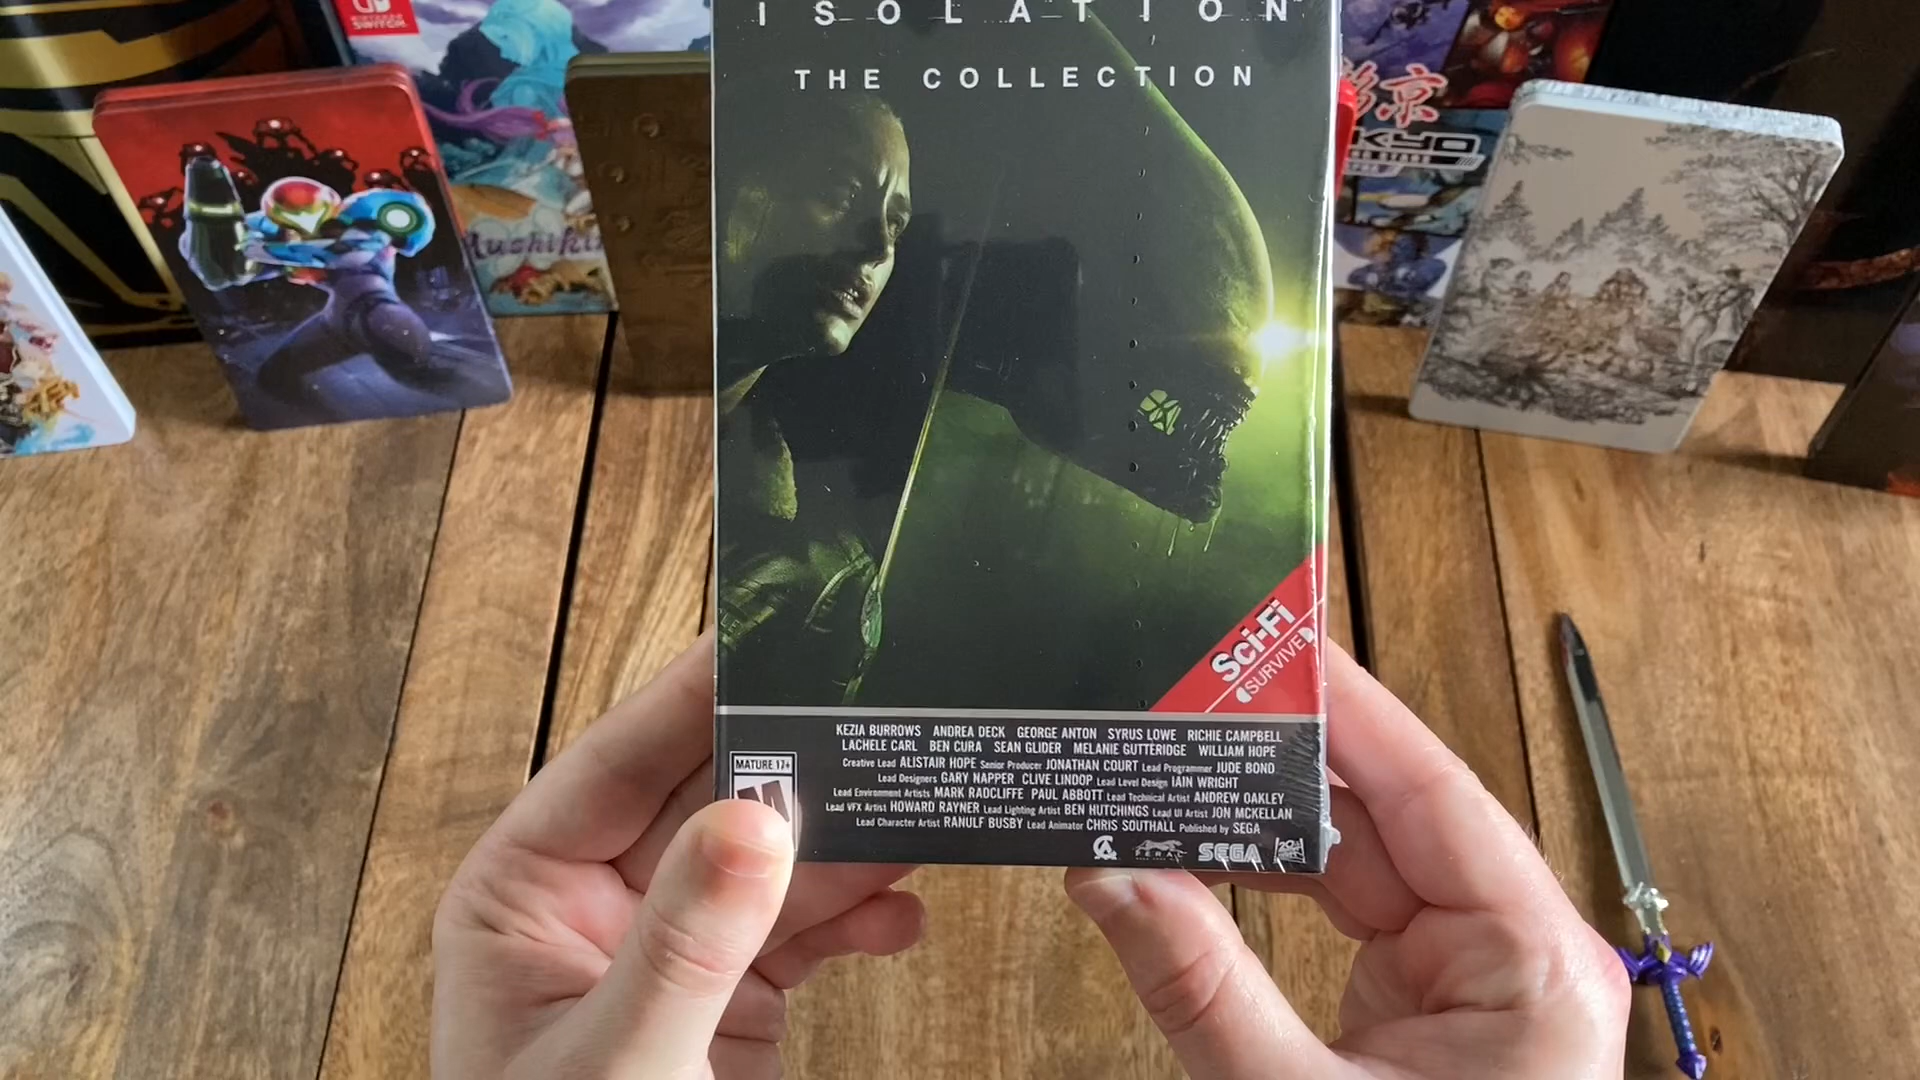 ISOLATION
THE COLLECTION
Sci-Fi
SURVIVED
KEZIA BURROWS ANDREA DECK GEORGE ANTON SYRUS LOWE RICHIE CAMPBELL
LACHELE CARL BEN CURA SEAN GLIDER MELANIE GUTTERIDGE WILLIAM HOPE
Creative Lead ALISTAIR HOPE Senior Producer JONATHAN COURT Lead Programmer JUDE BOND
Lead Designers GARY NAPPER CLIVE LINDOP Lead Level Design IAIN WRIGHT
Lead Environment Artists MARK RADCLIFFE PAUL ABBOTT Lead Technical Artist ANDREW OAKLEY
Lead VFX Artist HOWARD RAYNER Lead Lighting Artist BEN HUTCHINGS Lead UI Artist JON MCKELLAN
Lead Character Artist RANULF BUSBY Lead Animator CHRIS SOUTHALL Published by SEGA
MATURE 17+
M
FERAL
SEGA
SWITCH
京